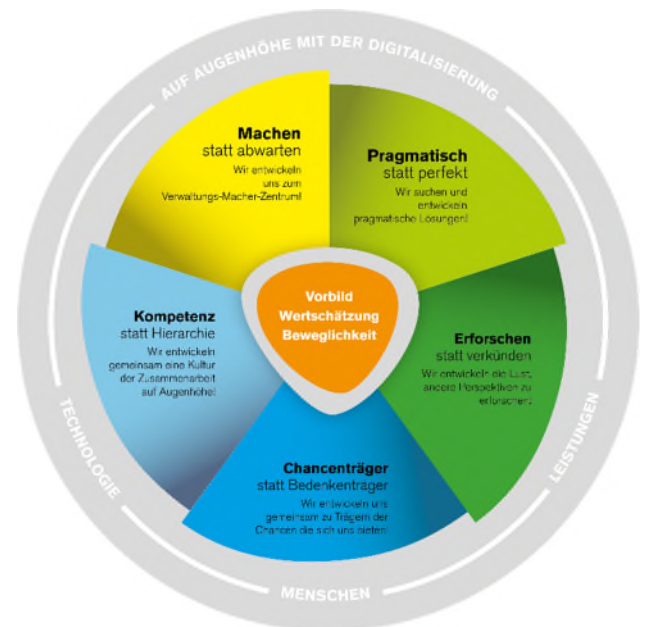 AUF AUGENHÖHE MIT DER DIGITALISIERUNG
Machen
statt abwarten
Wir entwickeln
uns zum
Verwaltungs-Macher-Zentrum!
Pragmatisch
statt perfekt
Wir suchen und
entwickeln
pragmatische Lösungen!
Kompetenz
statt Hierarchie
Wir entwickeln
gemeinsam eine Kultur
der Zusammenarbeit
auf Augenhöhe!
Vorbild
Wertschätzung
Beweglichkeit
Erforschen
statt verkünden
Wir entwickeln die Lust,
andere Perspektiven zu
erforschen!
Chancenträger
statt Bedenkenträger
Wir entwickeln uns
gemeinsam zu Trägern der
Chancen die sich uns bieten!
TECHNOLOGIE
LEISTUNGEN
MENSCHEN